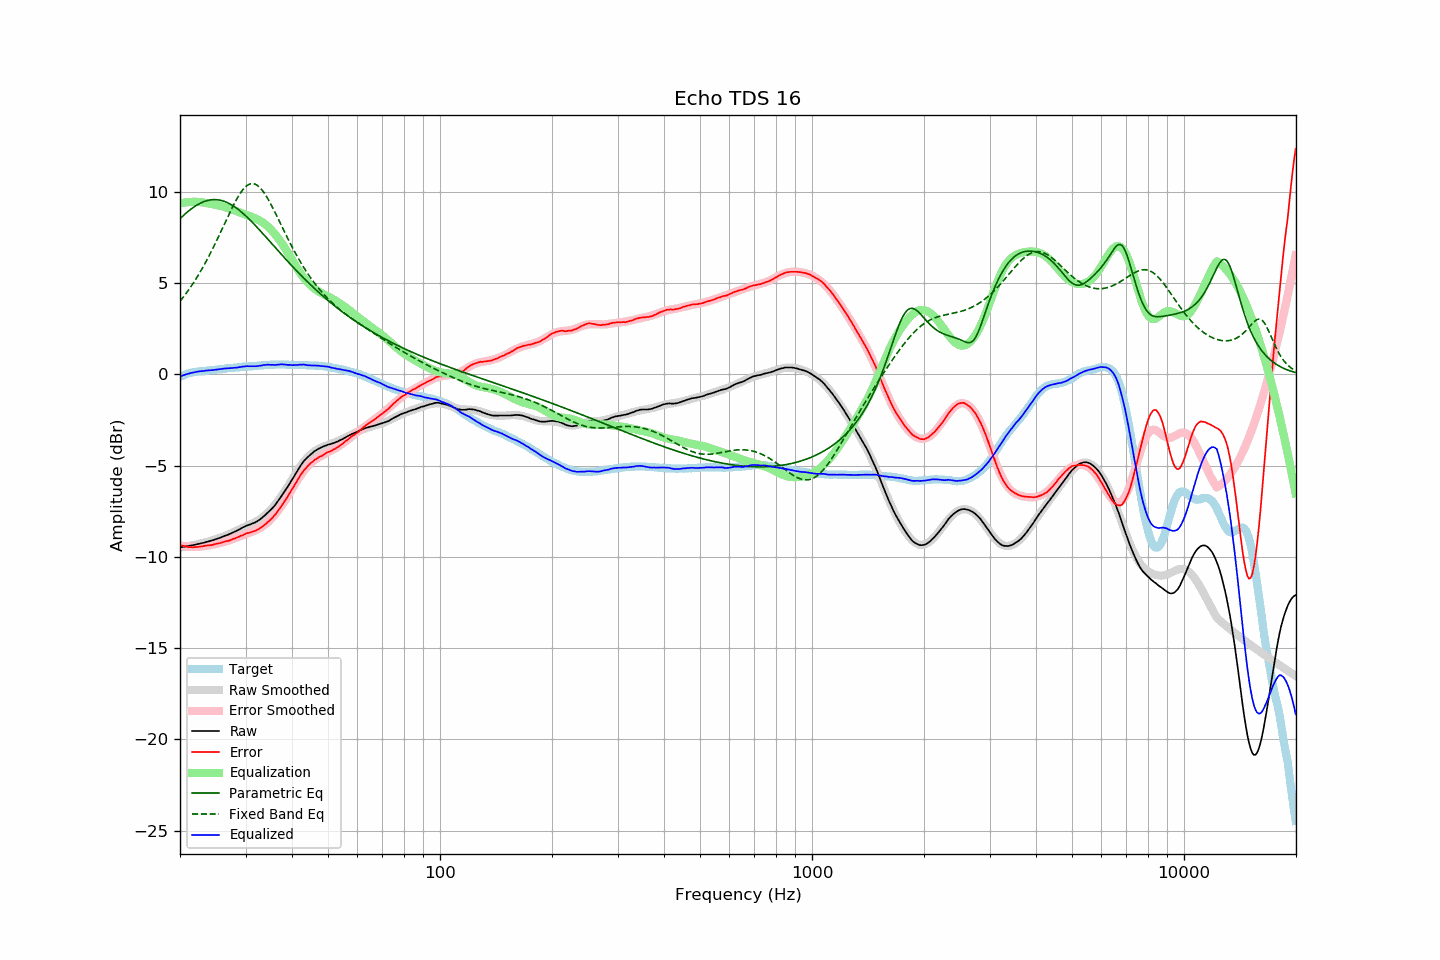 Echo TDS 16
Amplitude (dBr)
10
5
0
−5
−10
−15
−20
−25
Target
Raw Smoothed
Error Smoothed
Raw
Error
Equalization
Parametric Eq
Fixed Band Eq
Equalized
100
1000
10000
Frequency (Hz)